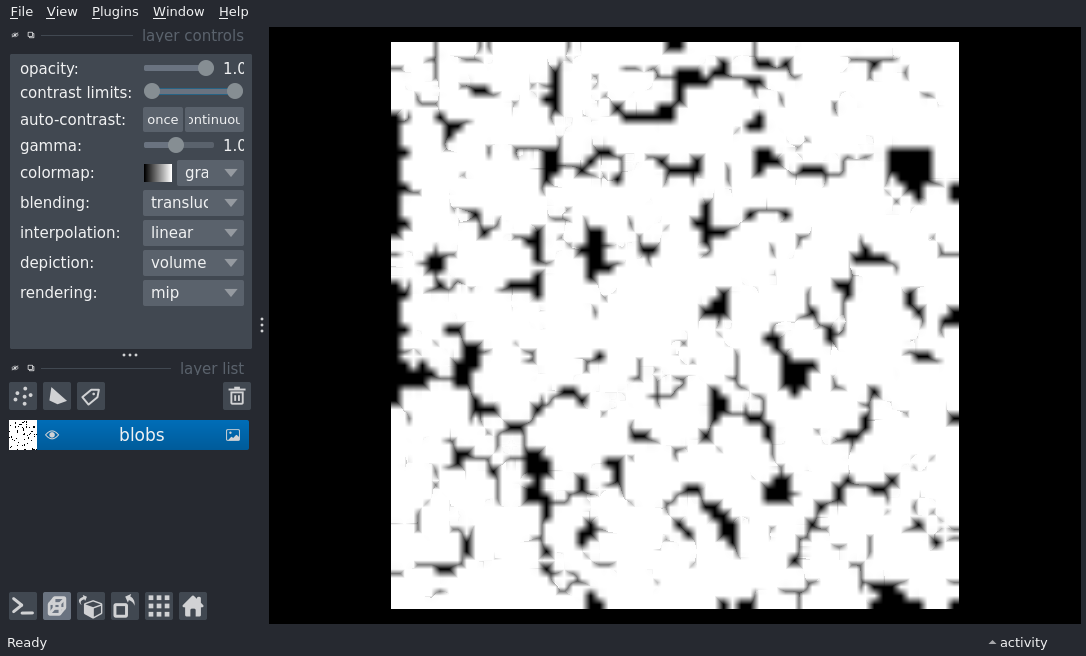 File View Plugins Window Help
layer controls
opacity: 1.0
contrast limits:
auto-contrast: once ontinuou
gamma: 1.0
colormap: gra
blending: transluc
interpolation: linear
depiction: volume
rendering: mip
layer list
blobs
Ready
activity